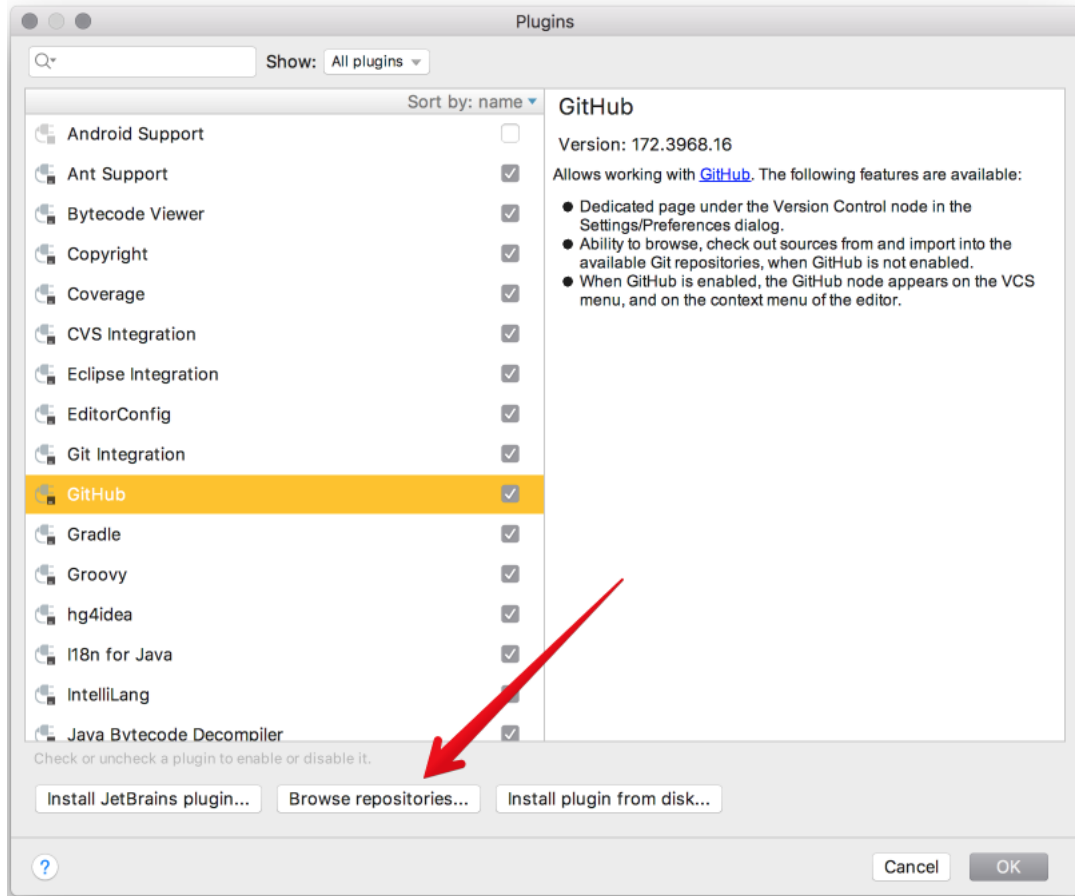 Plugins
Show: All plugins
Sort by: name
Android Support
Ant Support
Bytecode Viewer
Copyright
Coverage
CVS Integration
Eclipse Integration
EditorConfig
Git Integration
GitHub
Gradle
Groovy
hg4idea
I18n for Java
IntelliLang
Java Bytecode Decompiler
GitHub
Version: 172.3968.16
Allows working with GitHub. The following features are available:
● Dedicated page under the Version Control node in the
Settings/Preferences dialog.
● Ability to browse, check out sources from and import into the
available Git repositories, when GitHub is not enabled.
● When GitHub is enabled, the GitHub node appears on the VCS
menu, and on the context menu of the editor.
Check or uncheck a plugin to enable or disable it.
Install JetBrains plugin... Browse repositories... Install plugin from disk...
? Cancel OK